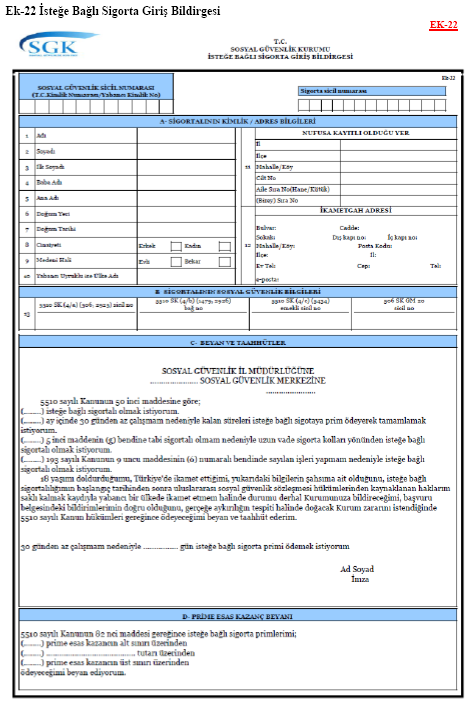 Ek-22 İsteğe Bağlı Sigorta Giriş Bildirgesi
EK-22
SGK
T.C.
SOSYAL GÜVENLİK KURUMU
İSTEĞE BAĞLI SİGORTA GİRİŞ BİLDİRGESİ
Ek-22
SOSYAL GÜVENLİK SİCİL NUMARASI
(T.C.Kimlik Numarası/Yabancı Kimlik No)
Sigorta sicil numarası
A- SİGORTALININ KİMLİK / ADRES BİLGİLERİ
1 Adı
2 Soyadı
3 İlk Soyadı
4 Baba Adı
5 Ana Adı
6 Doğum Yeri
7 Doğum Tarihi
8 Cinsiyeti Erkek Kadın
9 Medeni Hali Evli Bekar
10 Yabancı Uyruklu ise Ülke Adı
NUFUSA KAYITLI OLDUĞU YER
11
İl
İlçe
Mahalle/Köy
Cilt No
Aile Sıra No(Hane/Kütük)
(Birey) Sıra No
İKAMETGAH ADRESİ
12
Bulvar: Cadde:
Sokak: Dış kapı no: İç kapı no:
Mahalle/Köy: Posta Kodu:
İlçe: İl:
Ev Tel: Cep: Tel:
e-posta:
B- SİGORTALININ SOSYAL GÜVENLİK BİLGİLERİ
13
5510 SK (4/a) (506, 2925) sicil no
5510 SK (4/b) (1479, 2926) bağ no
5510 SK (4/c) (5434) emekli sicil no
506 SK GM 20 sicil no
C- BEYAN VE TAAHHÜTLER
SOSYAL GÜVENLİK İL MÜDÜRLÜĞÜNE
...................... SOSYAL GÜVENLİK MERKEZİNE
......................
5510 sayılı Kanunun 50 inci maddesine göre;
(.........) isteğe bağlı sigortalı olmak istiyorum.
(.........) ay içinde 30 günden az çalışmam nedeniyle kalan süreleri isteğe bağlı sigotaya prim ödeyerek tamamlamak
istiyorum.
(.........) 5 inci maddenin (g) bendine tabi sigortalı olmam nedeniyle uzun vade sigorta kolları yönünden isteğe bağlı
sigortalı olmak istiyorum.
(.........) 193 sayılı Kanunun 9 uncu maddesinin (6) numaralı bendinde sayılan işleri yapmam nedeniyle isteğe bağlı
sigortalı olmak istiyorum.
18 yaşımı doldurduğumu, Türkiye'de ikamet ettiğimi, yukarıdaki bilgilerin şahsıma ait olduğunu, isteğe bağlı
sigortalılığımın başlangıç tarihinden sonra uluslararası sosyal güvenlik sözleşmesi hükümlerinden kaynaklanan haklarım
saklı kalmak kaydıyla yabancı bir ülkede ikamet etmem halinde durumu derhal Kurumunuza bildireceğimi, başvuru
belgesindeki bildirimlerimin doğru olduğunu, gerçeğe aykırılığın tespiti halinde doğacak Kurum zararını istendiğinde
5510 sayılı Kanun hükümleri gereğince ödeyeceğimi beyan ve taahhüt ederim.
30 günden az çalışmam nedeniyle .................. gün isteğe bağlı sigorta primi ödemek istiyorum
Ad Soyad
İmza
D- PRİME ESAS KAZANÇ BEYANI
5510 sayılı Kanunun 82 nci maddesi gereğince isteğe bağlı sigorta primlerimi;
(.........) prime esas kazancın alt sınırı üzerinden
(.........) .............................. tutarı üzerinden
(.........) prime esas kazancın üst sınırı üzerinden
ödeyeceğimi beyan ediyorum.